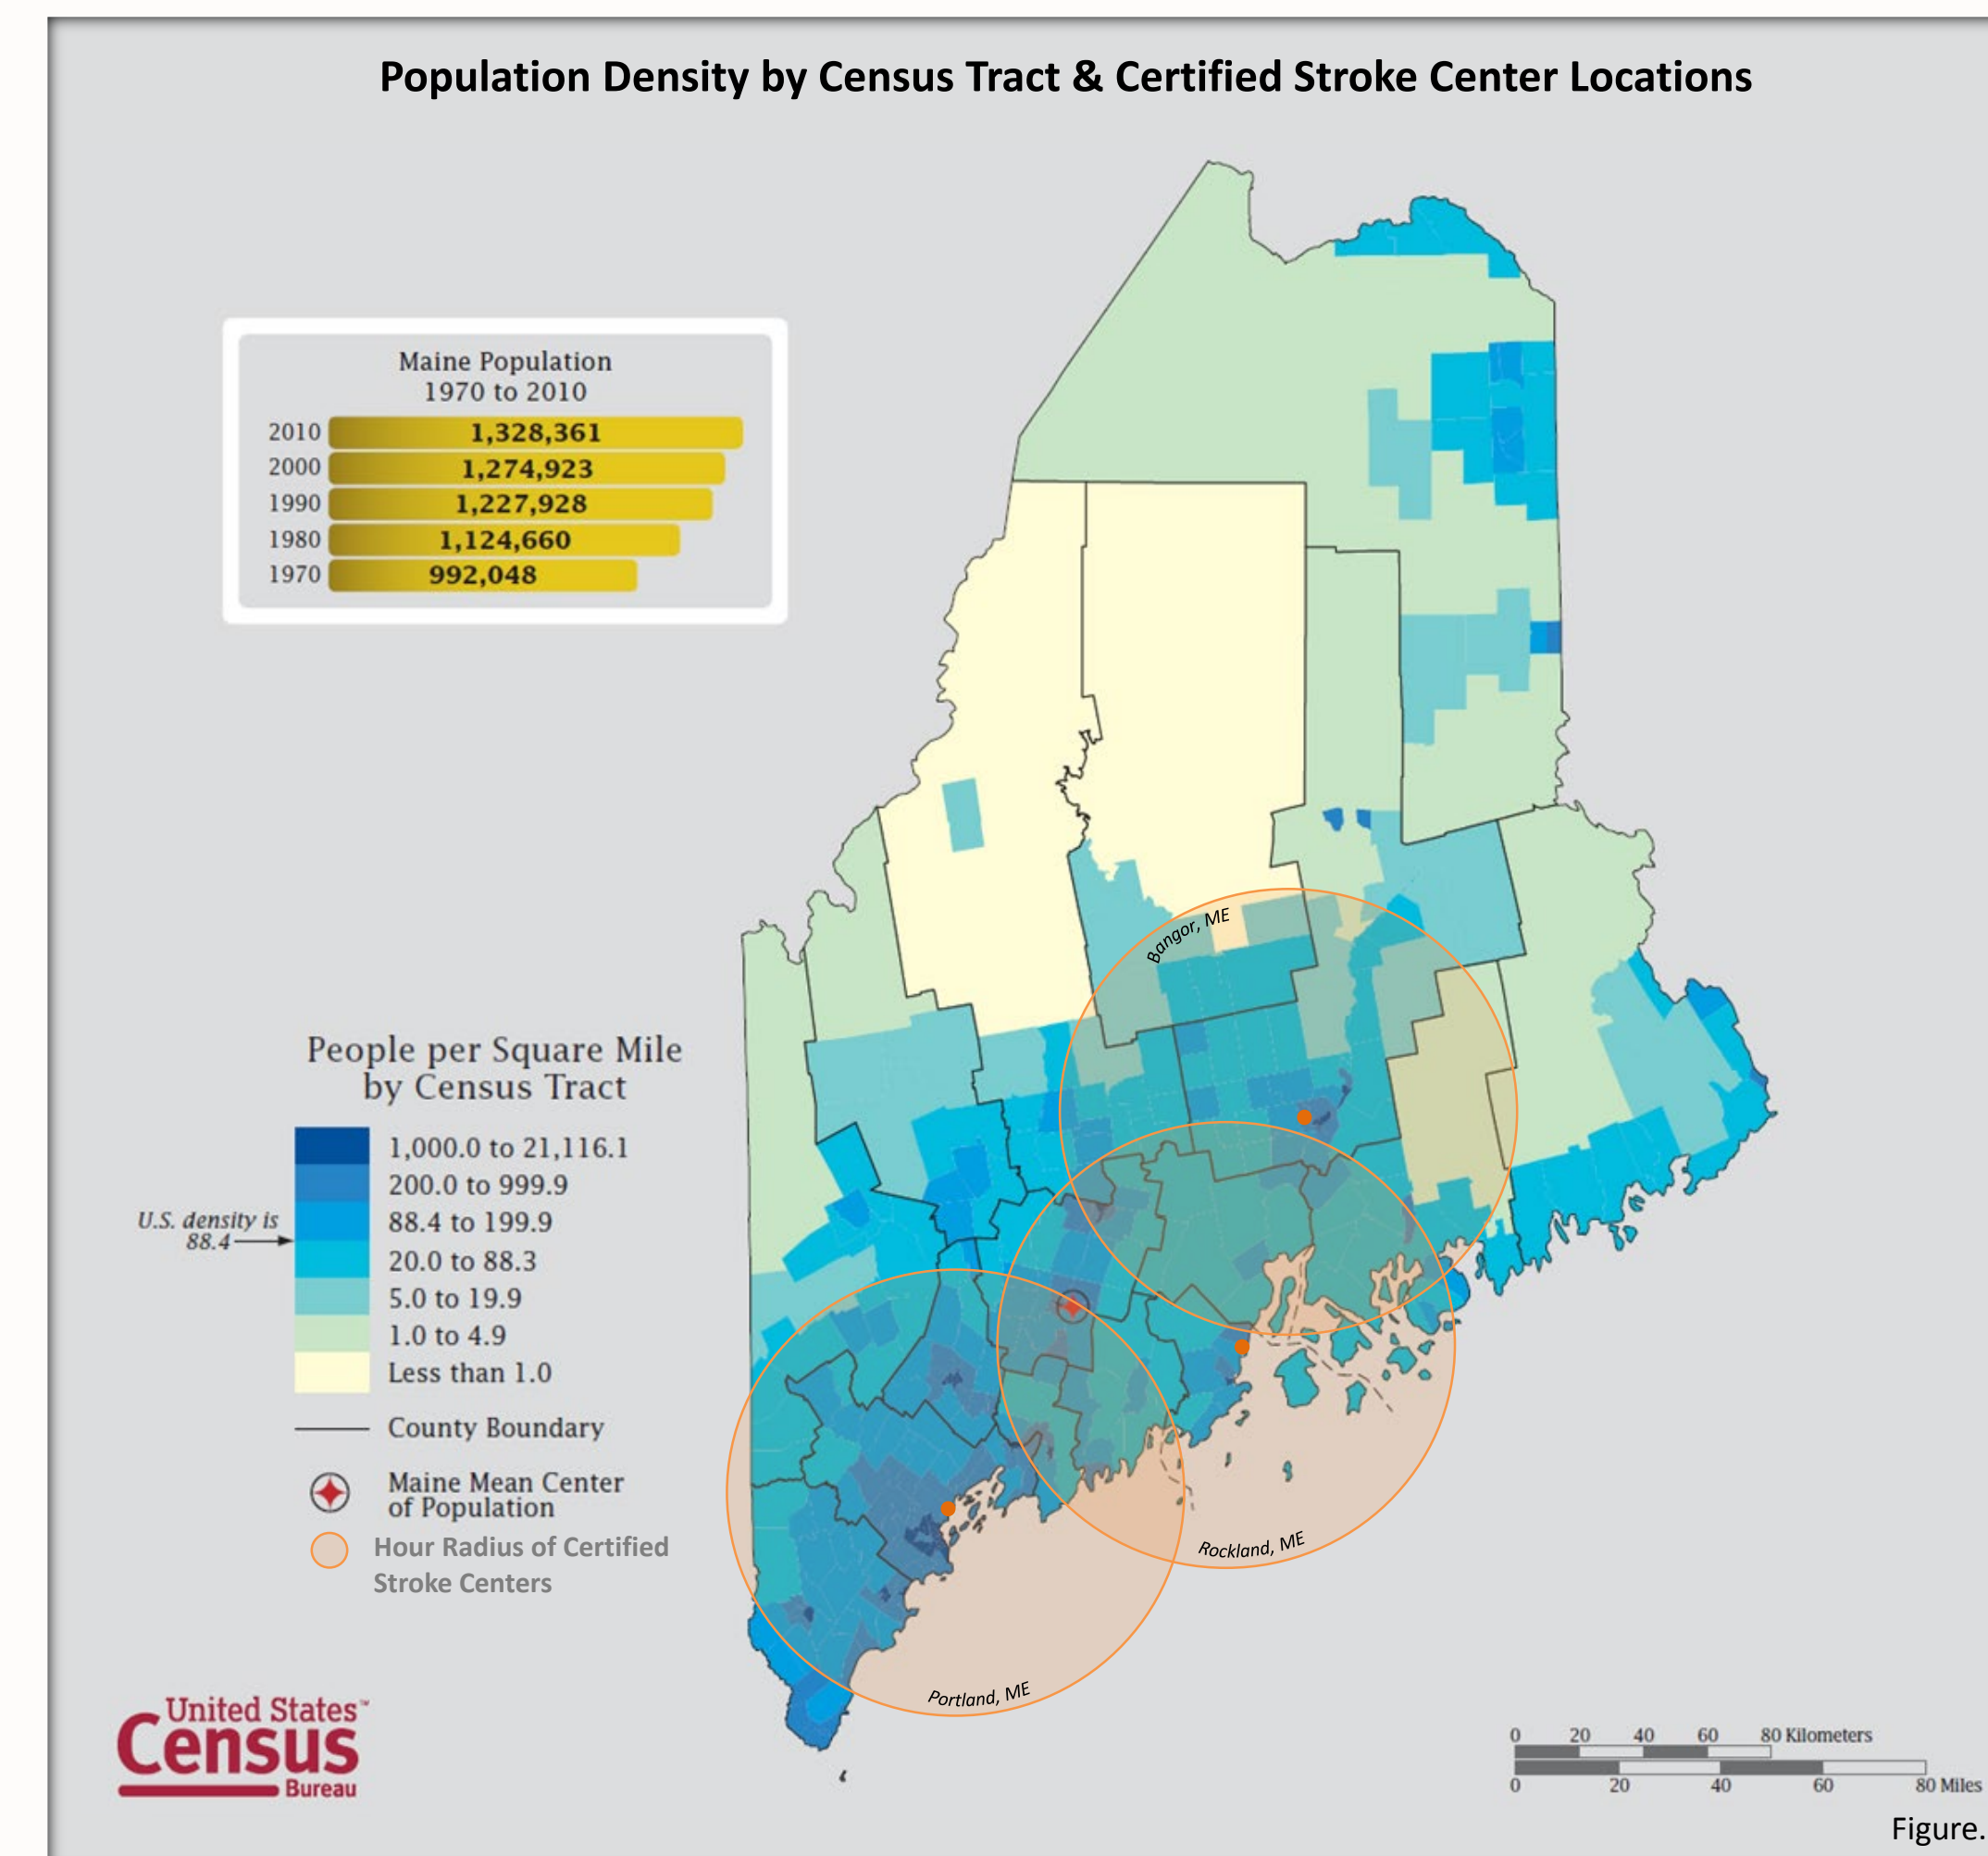 Population Density by Census Tract & Certified Stroke Center Locations
Maine Population
1970 to 2010
2010 1,328,361
2000 1,274,923
1990 1,227,928
1980 1,124,660
1970 992,048
Bangor, ME
People per Square Mile
by Census Tract
1,000.0 to 21,116.1
200.0 to 999.9
88.4 to 199.9
U.S. density is
88.4
20.0 to 88.3
5.0 to 19.9
1.0 to 4.9
Less than 1.0
County Boundary
Maine Mean Center
of Population
Hour Radius of Certified
Stroke Centers
Rockland, ME
Portland, ME
United States™
Census
Bureau
0 20 40 60 80 Kilometers
0 20 40 60 80 Miles
Figure.